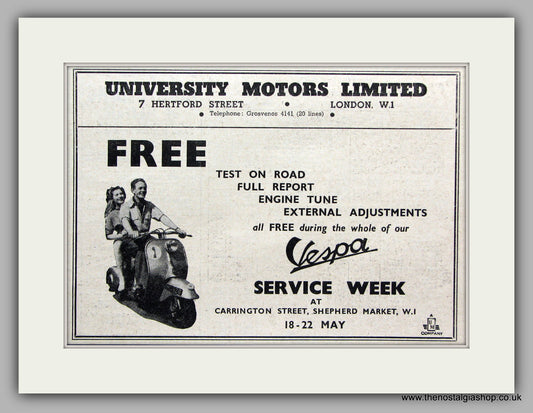 UNIVERSITY MOTORS LIMITED
7 HERTFORD STREET • LONDON, W.1
• Telephone: Grosvenor 4141 (20 lines) •
FREE
TEST ON ROAD
FULL REPORT
ENGINE TUNE
EXTERNAL ADJUSTMENTS
all FREE during the whole of our
Vespa
SERVICE WEEK
AT
CARRINGTON STREET, SHEPHERD MARKET, W.1
18-22 MAY
A
COMPANY
www.thenostalgiashop.co.uk